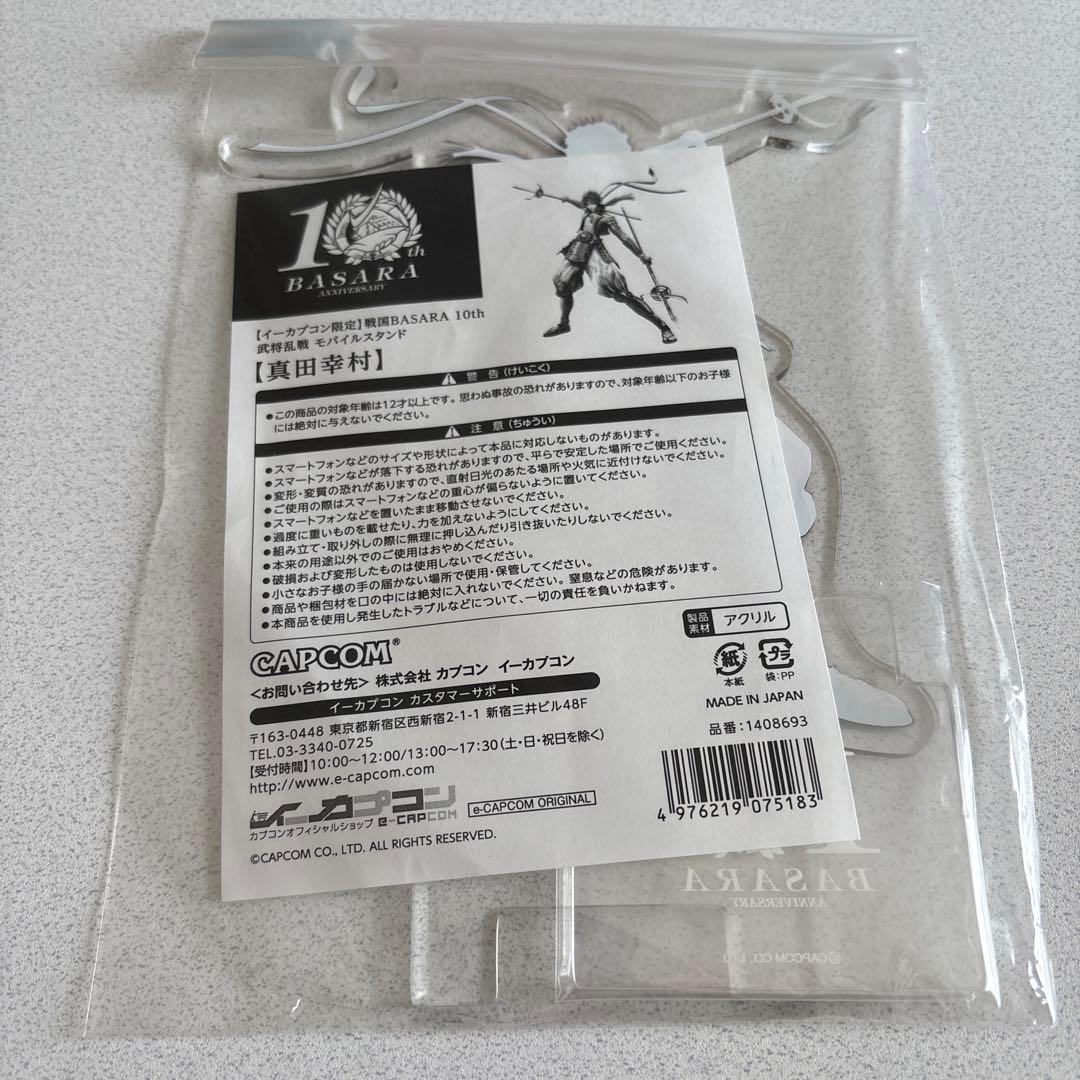 10th
BASARA
ANNIVERSARY
【イーカプコン限定】戦国BASARA 10th
武将乱戦 モバイルスタンド
【真田幸村】
警 告 (けいこく)
●この商品の対象年齢は12才以上です。思わぬ事故の恐れがありますので、対象年齢以下のお子様
には絶対に与えないでください。
注 意 (ちゅうい)
●スマートフォンなどのサイズや形状によって本品に対応しないものがあります。
●スマートフォンなどが落下する恐れがありますので、平らで安定した場所でご使用ください。
●変形・変質の恐れがありますので、直射日光のあたる場所や火気に近付けないでください。
●ご使用の際はスマートフォンなどの重心が偏らないように置いてください。
●スマートフォンなどを置いたまま移動させないでください。
●過度に重いものを載せたり、力を加えないようにしてください。
●組み立て・取り外しの際に無理に押し込んだり引き抜いたりしないでください。
●本来の用途以外でのご使用はおやめください。
●破損および変形したものは使用しないでください。
●小さなお子様の手の届かない場所で使用・保管してください。
●商品や梱包材を口の中には絶対に入れないでください。窒息などの危険があります。
●本商品を使用し発生したトラブルなどについて、一切の責任を負いかねます。
製品
素材
アクリル
CAPCOM®
紙
本紙
プラ
袋:PP
<お問い合わせ先> 株式会社 カプコン イーカプコン
イーカプコン カスタマーサポート
MADE IN JAPAN
〒163-0448 東京都新宿区西新宿2-1-1 新宿三井ビル48F
品番:1408693
TEL.03-3340-0725
【受付時間】10:00～12:00/13:00～17:30(土・日・祝日を除く)
http://www.e-capcom.com
イーカプコン
カプコンオフィシャルショップ e-CAPCOM
e-CAPCOM ORIGINAL
4 976219 075183
©CAPCOM CO., LTD. ALL RIGHTS RESERVED.
BASARA
ANNIVERSARY
©CAPCOM CO., LTD.